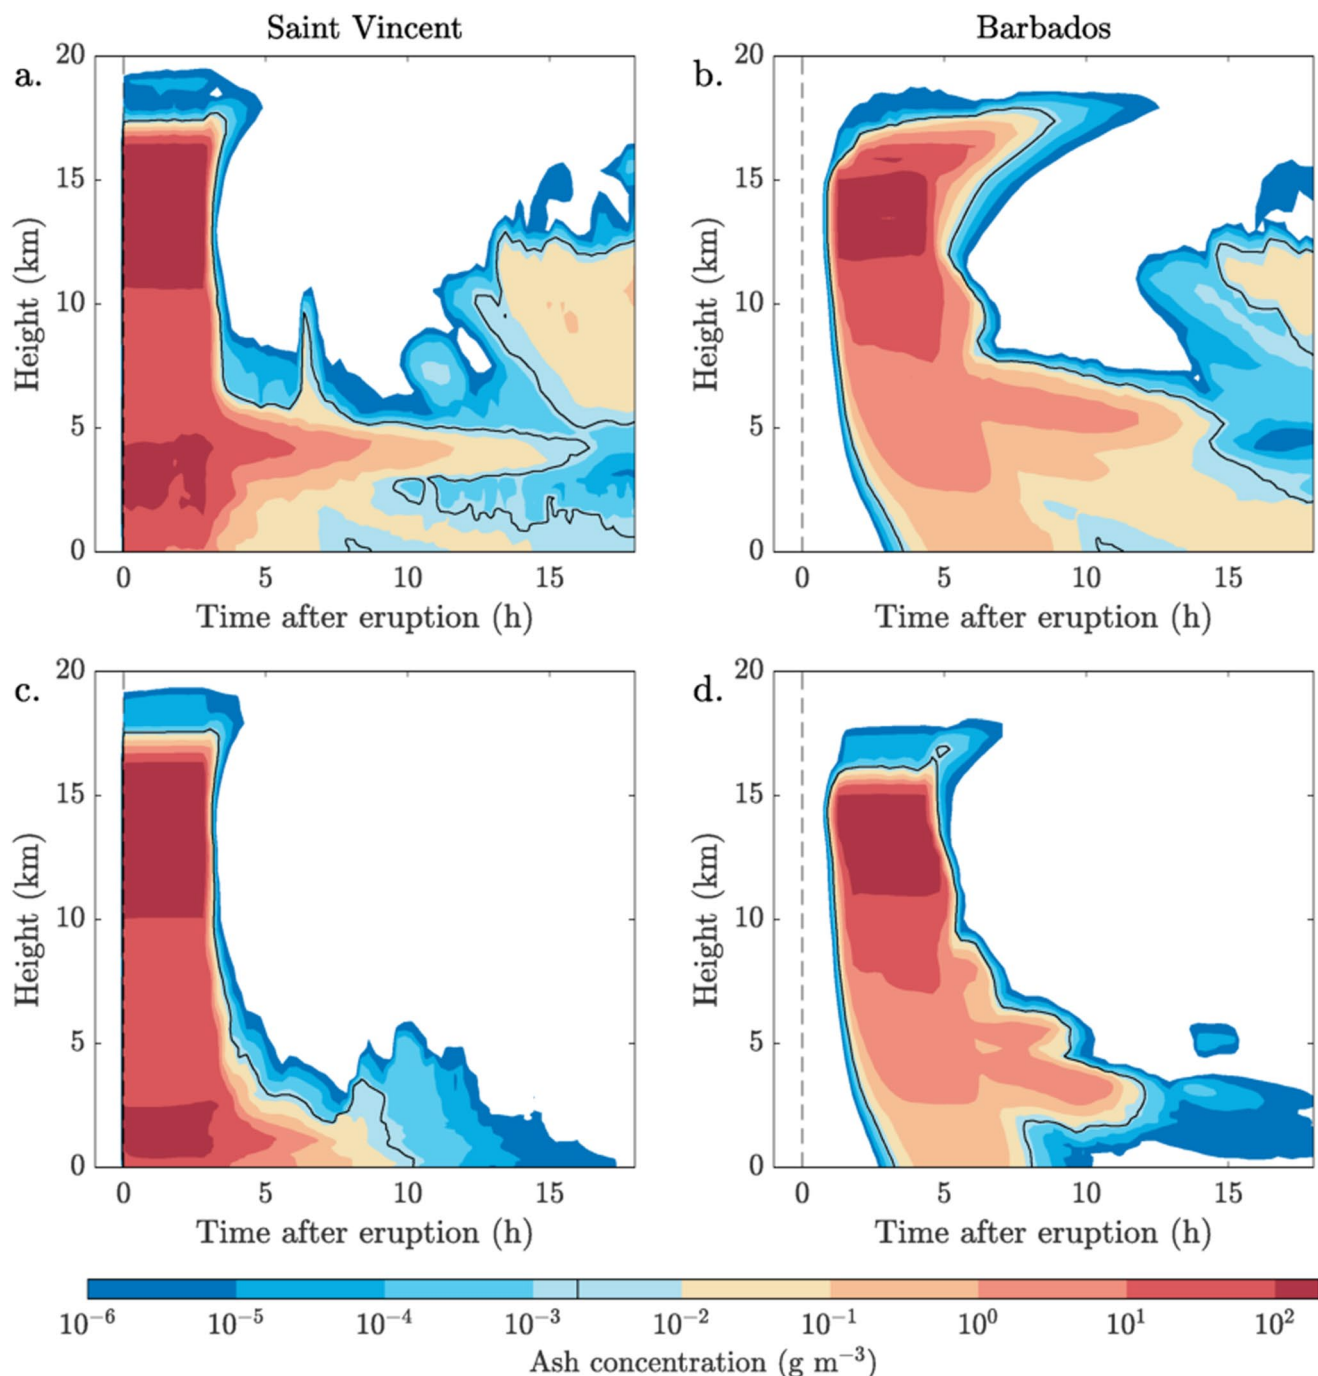 Saint Vincent
Barbados
a.
b.
20
15
10
5
0
Height (km)
0 5 10 15
Time after eruption (h)
20
15
10
5
0
Height (km)
0 5 10 15
Time after eruption (h)
c.
d.
20
15
10
5
0
Height (km)
0 5 10 15
Time after eruption (h)
20
15
10
5
0
Height (km)
0 5 10 15
Time after eruption (h)
10⁻⁶ 10⁻⁵ 10⁻⁴ 10⁻³ 10⁻² 10⁻¹ 10⁰ 10¹ 10²
Ash concentration (g m⁻³)